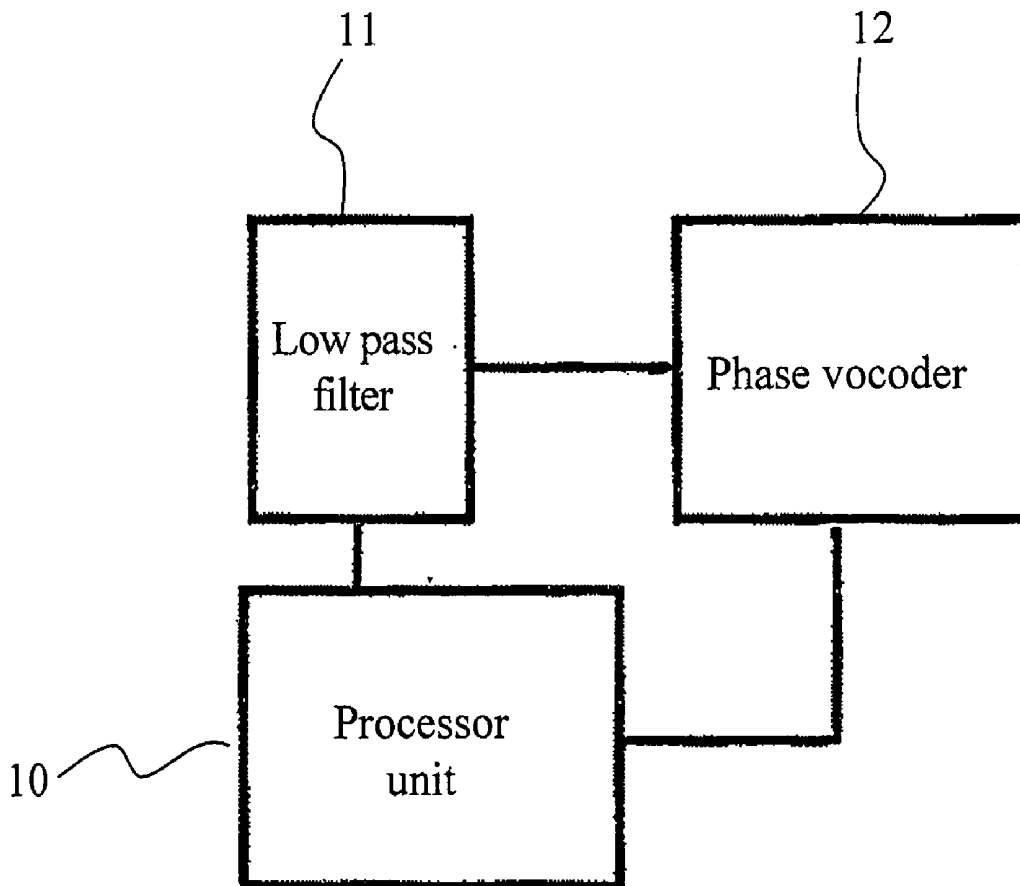 11
12
Low pass
filter
Phase vocoder
Processor
unit
10